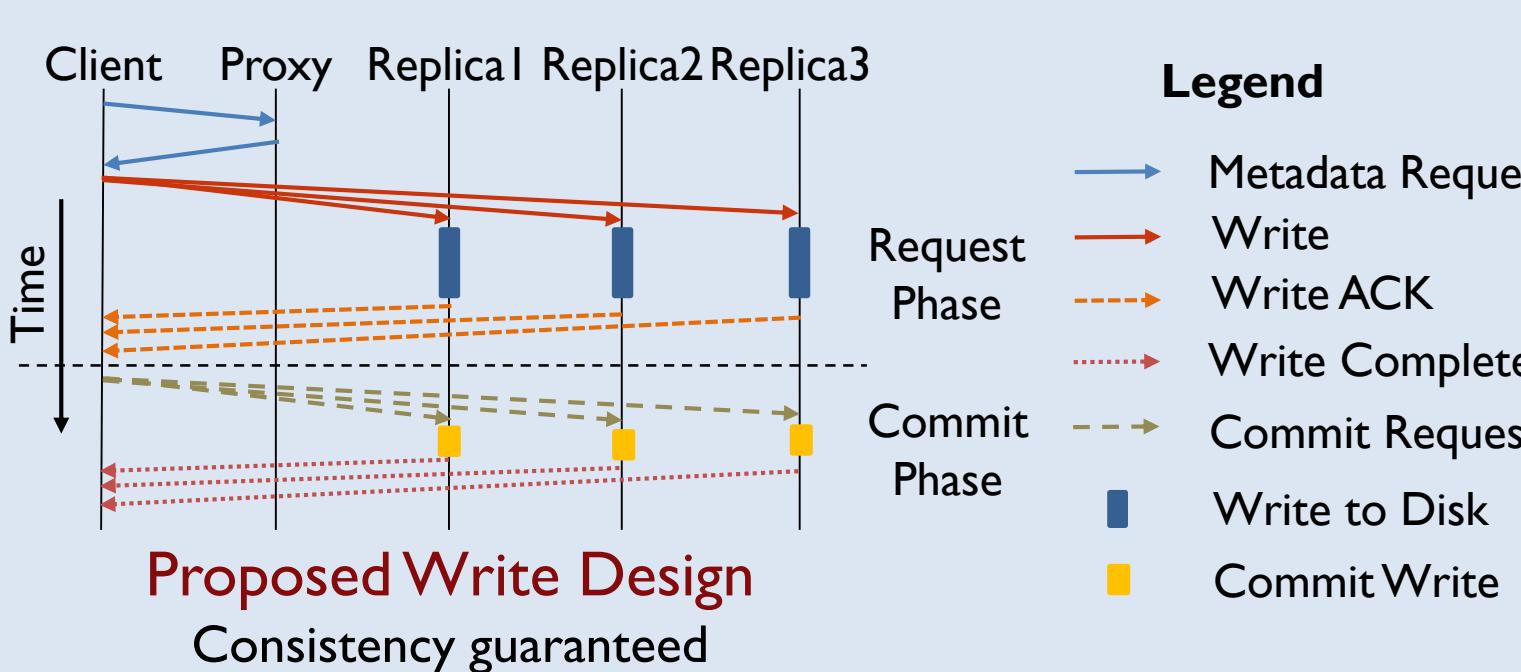 Client Proxy Replica1 Replica2 Replica3
Time
Request
Phase
Commit
Phase
Proposed Write Design
Consistency guaranteed
Legend
Metadata Reque
Write
Write ACK
Write Complete
Commit Reques
Write to Disk
Commit Write